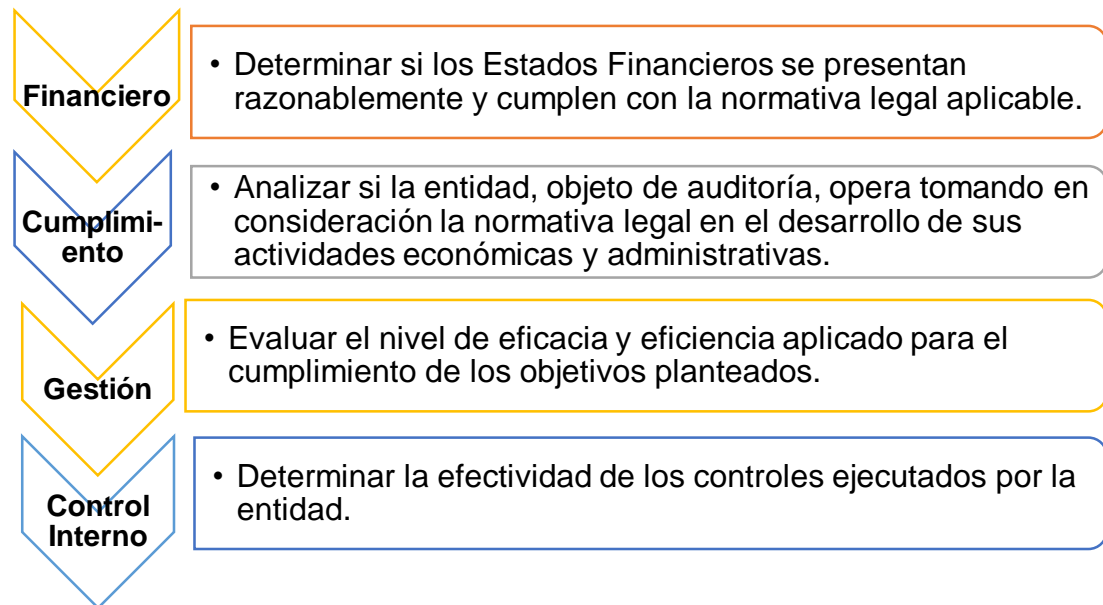 Financiero
• Determinar si los Estados Financieros se presentan
razonablemente y cumplen con la normativa legal aplicable.
Cumplimi-
ento
• Analizar si la entidad, objeto de auditoría, opera tomando en
consideración la normativa legal en el desarrollo de sus
actividades económicas y administrativas.
Gestión
• Evaluar el nivel de eficacia y eficiencia aplicado para el
cumplimiento de los objetivos planteados.
Control
Interno
• Determinar la efectividad de los controles ejecutados por la
entidad.